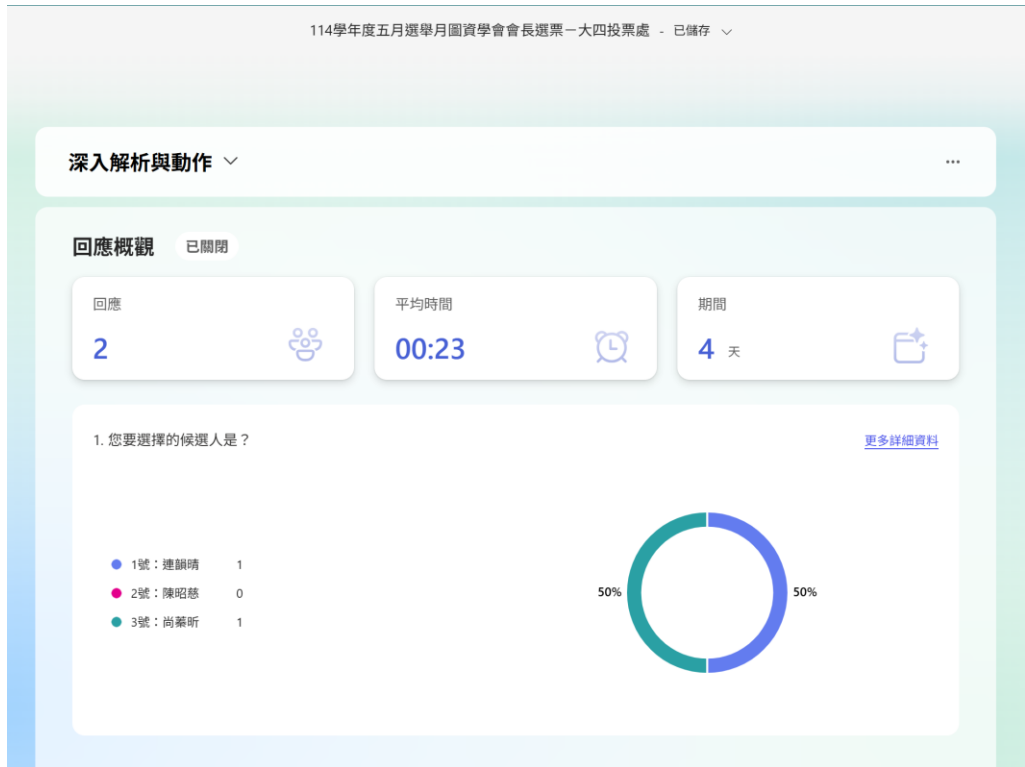 114學年度五月選舉月圖資學會會長選票－大四投票處 - 已儲存
深入解析與動作
回應概觀 已關閉
回應 平均時間 期間
2 00:23 4 天
1. 您要選擇的候選人是？ 更多詳細資料
1號：連韻晴 1
2號：陳昭慈 0
3號：尚蓁昕 1
50% 50%